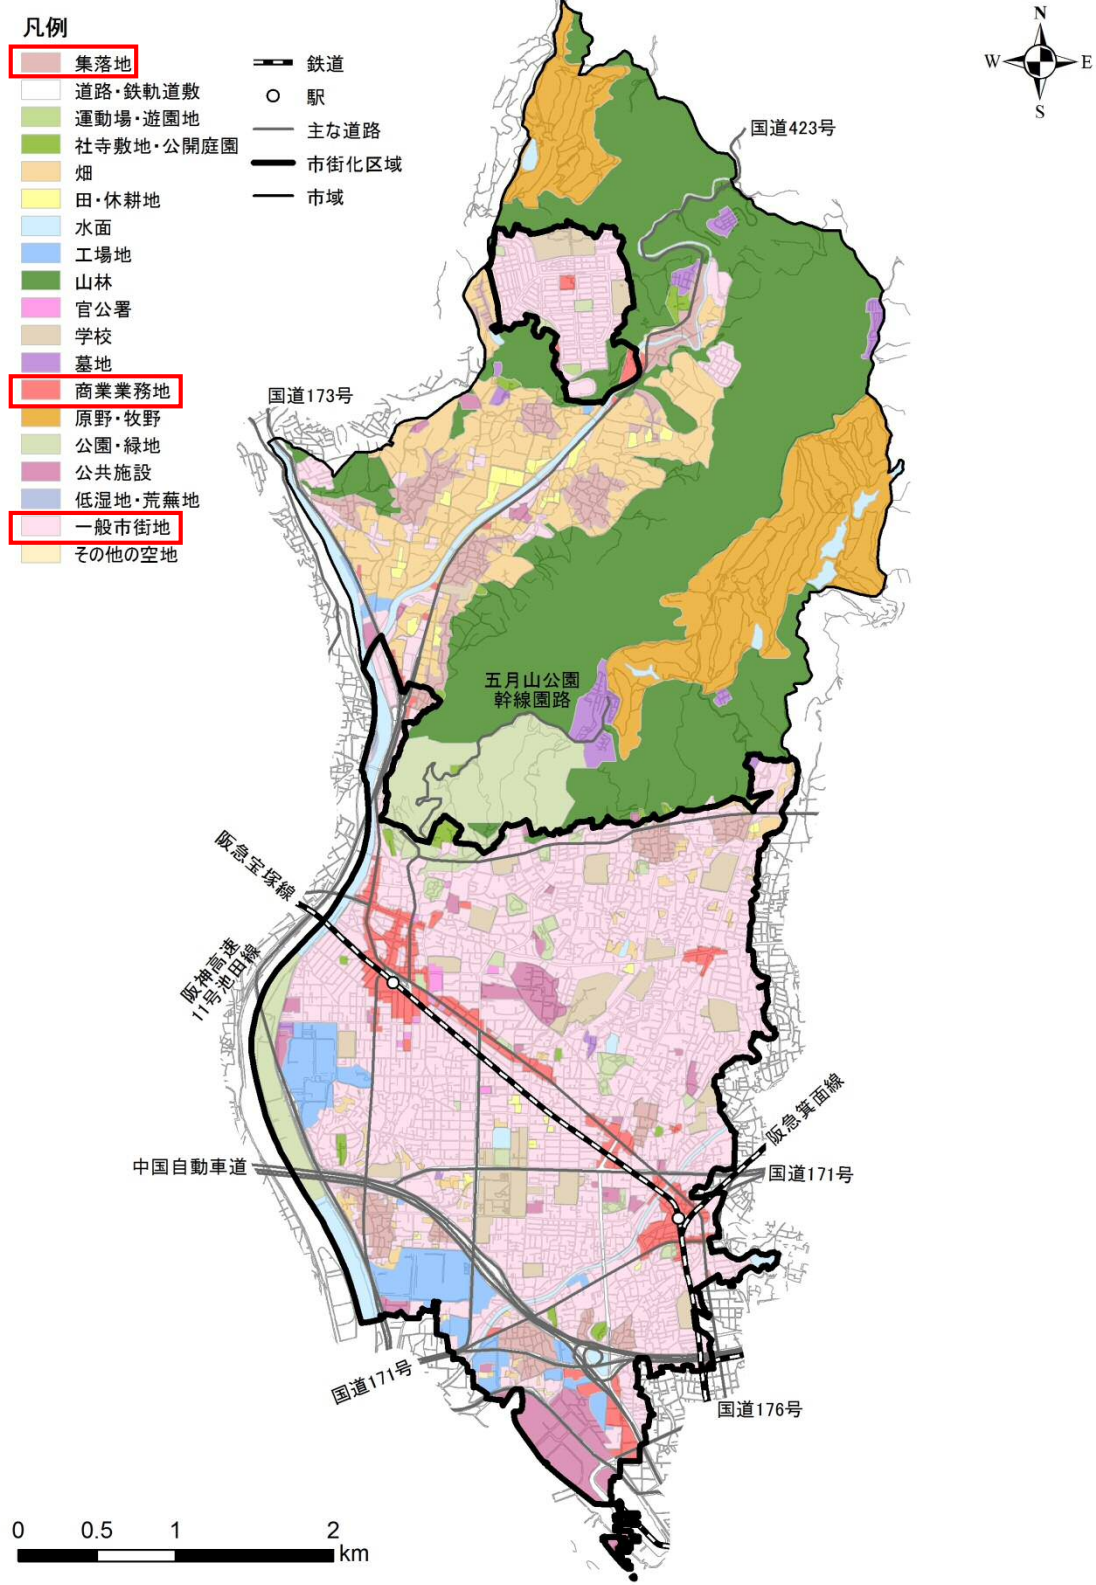 凡例
集落地
道路・鉄軌道敷
運動場・遊園地
社寺敷地・公開庭園
畑
田・休耕地
水面
工場地
山林
官公署
学校
墓地
商業業務地
原野・牧野
公園・緑地
公共施設
低湿地・荒蕪地
一般市街地
その他の空地
鉄道
駅
主な道路
市街化区域
市域
N
W
E
S
国道423号
国道173号
五月山公園
幹線園路
阪急宝塚線
阪神高速
11号池田線
阪急箕面線
中国自動車道
国道171号
国道171号
国道176号
0 0.5 1 2
km